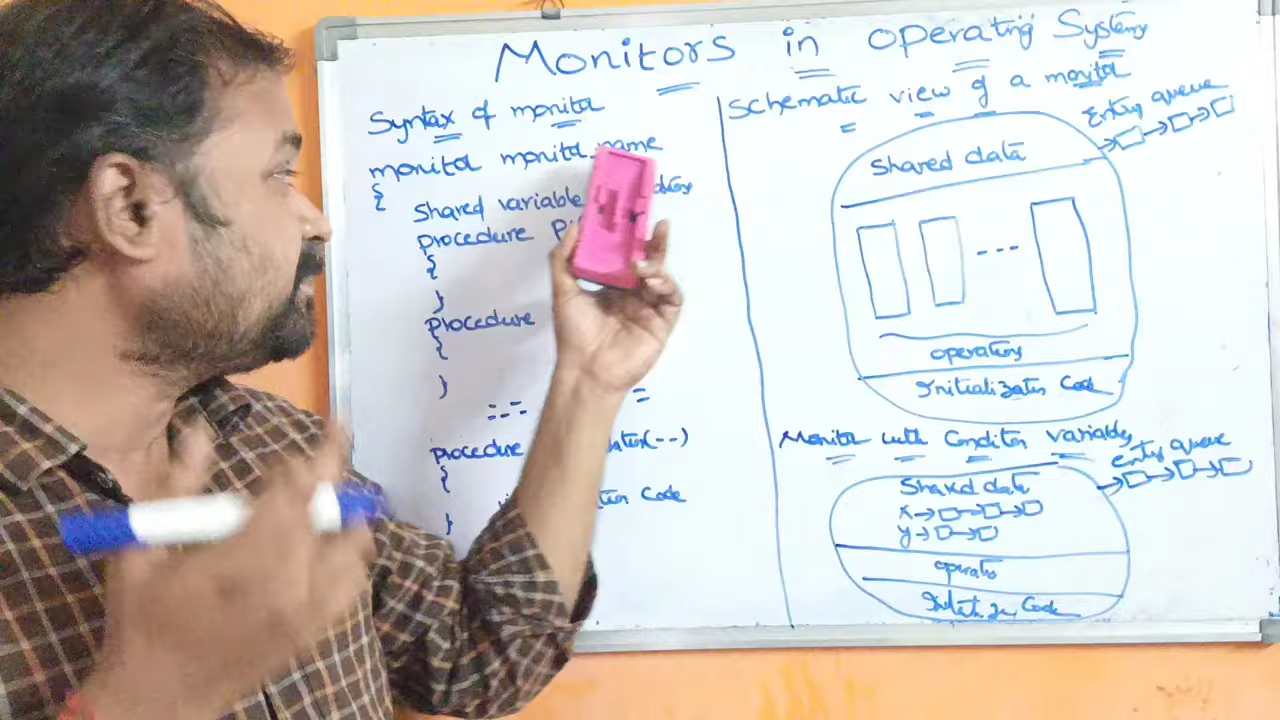 Monitors in operating System
Syntax of monitor
monitor monitor name
{
Shared variable
procedure
{
}
procedure
{
}
procedure (--)
{
Code
}
Schematic view of a monitor
Entry queue
Shared data
---
operations
Initialization Code
Monitor with Condition variables
entry queue
Shared data
x
y
operations
Code